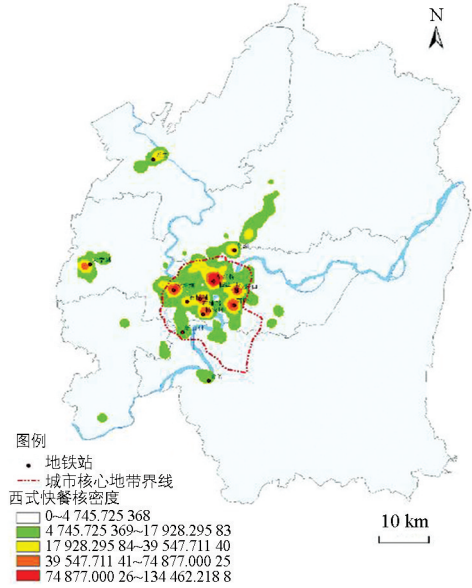 N
图例
地铁站
城市核心地带界线
西式快餐核密度
0~4 745.725 368
4 745.725 369~17 928.295 83
17 928.295 84~39 547.711 40
39 547.711 41~74 877.000 25
74 877.000 26~134 462.218 8
10 km